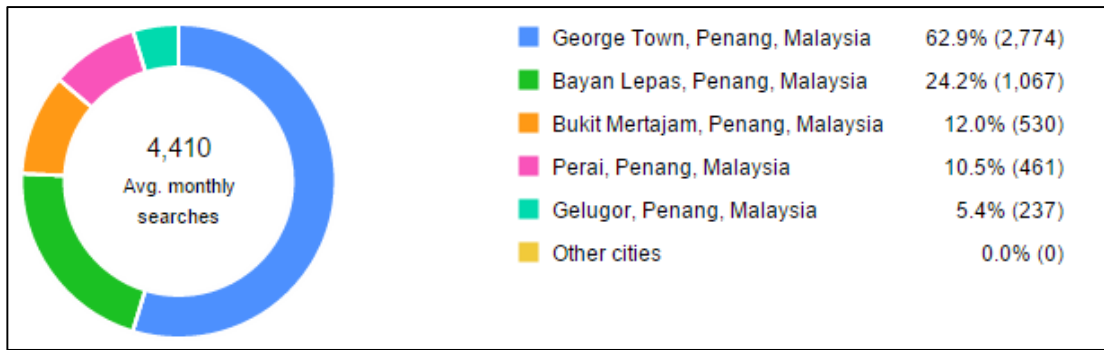 4,410
Avg. monthly
searches
George Town, Penang, Malaysia 62.9% (2,774)
Bayan Lepas, Penang, Malaysia 24.2% (1,067)
Bukit Mertajam, Penang, Malaysia 12.0% (530)
Perai, Penang, Malaysia 10.5% (461)
Gelugor, Penang, Malaysia 5.4% (237)
Other cities 0.0% (0)